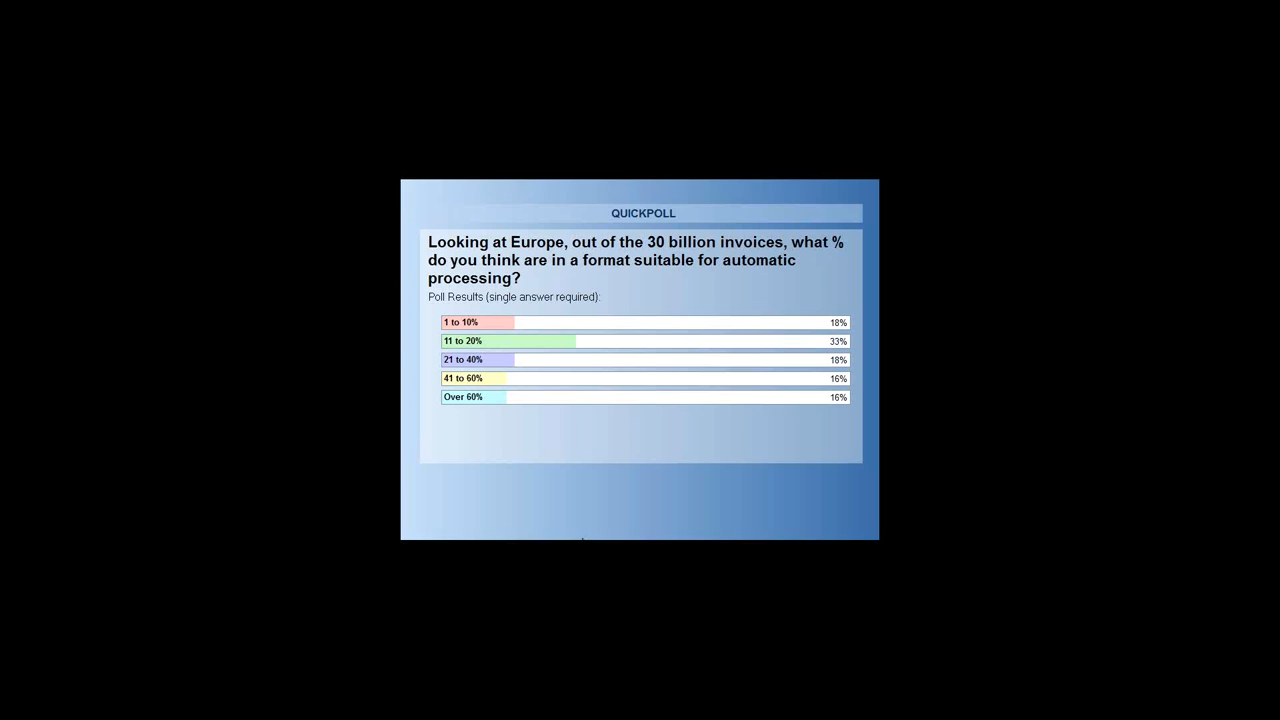 QUICKPOLL
Looking at Europe, out of the 30 billion invoices, what %
do you think are in a format suitable for automatic
processing?
Poll Results (single answer required):
1 to 10% 18%
11 to 20% 33%
21 to 40% 18%
41 to 60% 16%
Over 60% 16%